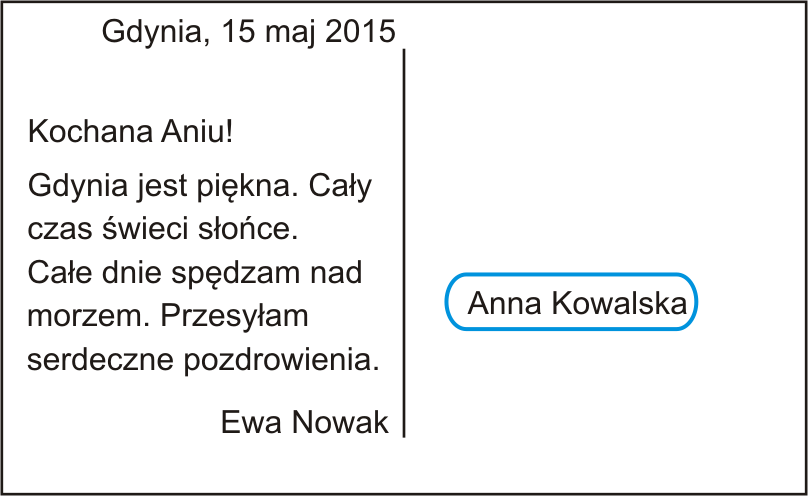 Gdynia, 15 maj 2015
Kochana Aniu!
Gdynia jest piękna. Cały
czas świeci słońce.
Całe dnie spędzam nad
morzem. Przesyłam
serdeczne pozdrowienia.
Ewa Nowak
Anna Kowalska